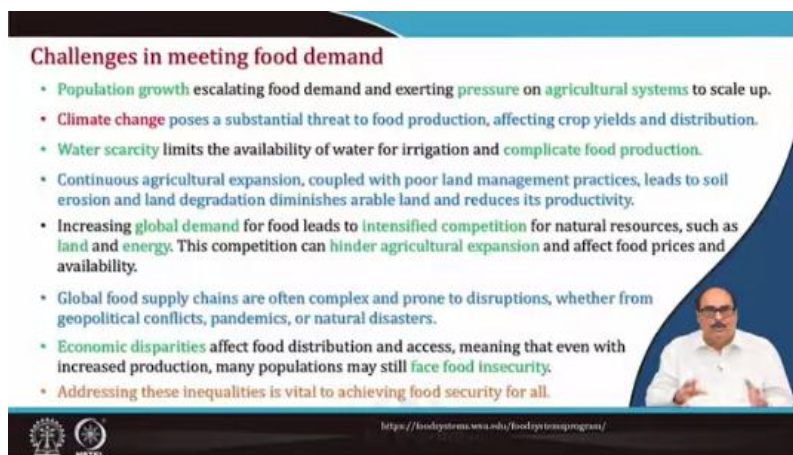 Challenges in meeting food demand
• Population growth escalating food demand and exerting pressure on agricultural systems to scale up.
• Climate change poses a substantial threat to food production, affecting crop yields and distribution.
• Water scarcity limits the availability of water for irrigation and complicate food production.
• Continuous agricultural expansion, coupled with poor land management practices, leads to soil
erosion and land degradation diminishes arable land and reduces its productivity.
• Increasing global demand for food leads to intensified competition for natural resources, such as
land and energy. This competition can hinder agricultural expansion and affect food prices and
availability.
• Global food supply chains are often complex and prone to disruptions, whether from
geopolitical conflicts, pandemics, or natural disasters.
• Economic disparities affect food distribution and access, meaning that even with
increased production, many populations may still face food insecurity.
• Addressing these inequalities is vital to achieving food security for all.
https://foodsystems.wsu.edu/foodsystemsprogram/